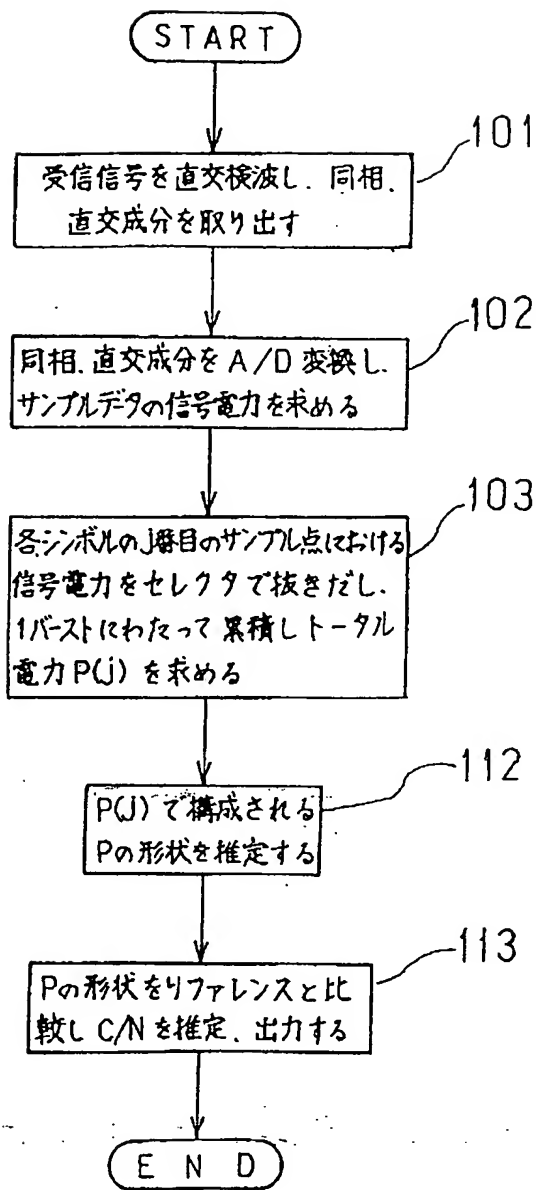 START
101
受信信号を直交検波し、同相、
直交成分を取り出す
102
同相、直交成分をA/D変換し、
サンプルデータの信号電力を求める
103
各シンボルのj番目のサンプル点における
信号電力をセレクタで抜きだし、
1バーストにわたって累積しトータル
電力P(j)を求める
112
P(j)で構成される
Pの形状を推定する
113
Pの形状をリファレンスと比
較しC/Nを推定、出力する
END